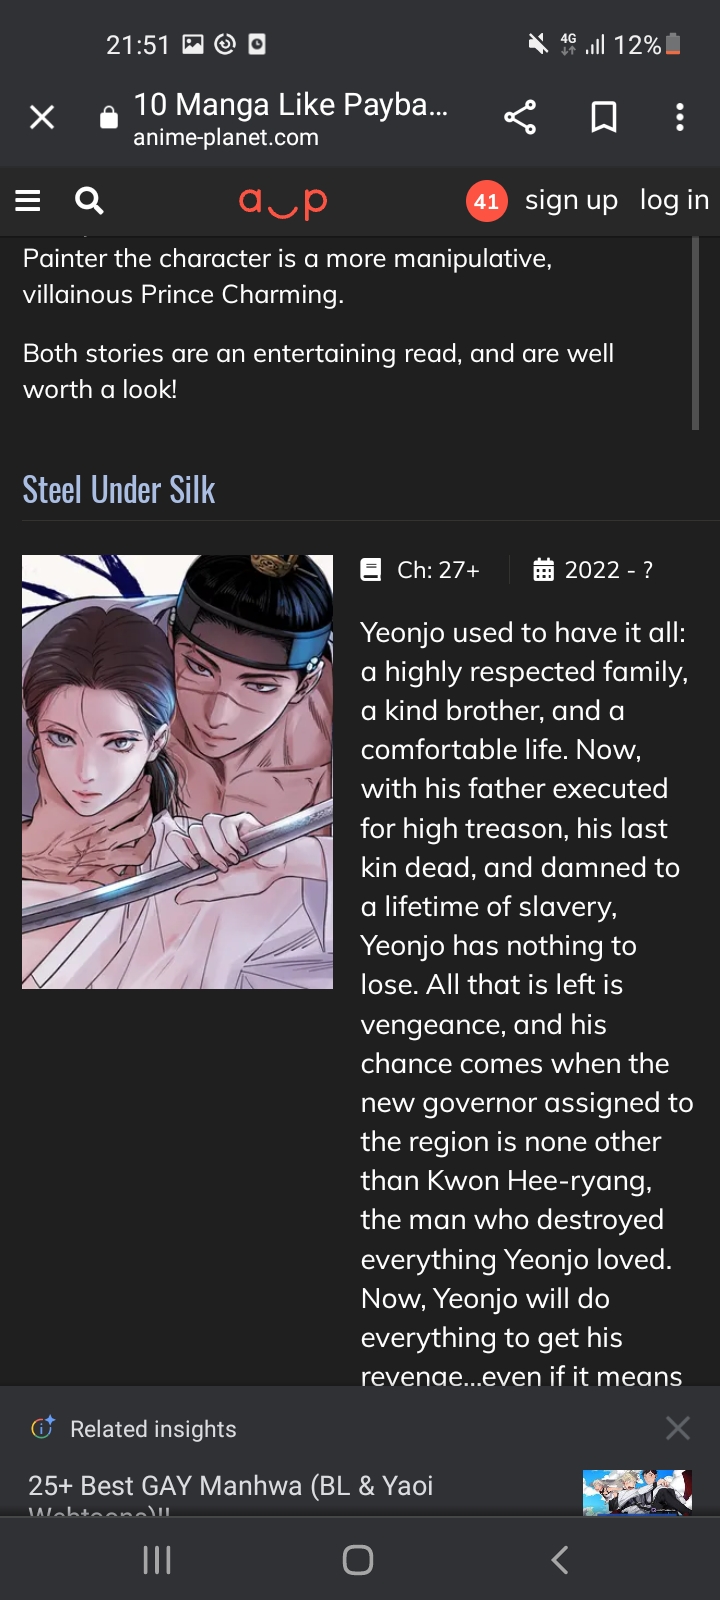 21:51
4G
12%
10 Manga Like Payba...
anime-planet.com
a p
41 sign up log in
Painter the character is a more manipulative,
villainous Prince Charming.
Both stories are an entertaining read, and are well
worth a look!
Steel Under Silk
Ch: 27+
2022 - ?
Yeonjo used to have it all:
a highly respected family,
a kind brother, and a
comfortable life. Now,
with his father executed
for high treason, his last
kin dead, and damned to
a lifetime of slavery,
Yeonjo has nothing to
lose. All that is left is
vengeance, and his
chance comes when the
new governor assigned to
the region is none other
than Kwon Hee-ryang,
the man who destroyed
everything Yeonjo loved.
Now, Yeonjo will do
everything to get his
revenge...even if it means
Related insights
25+ Best GAY Manhwa (BL & Yaoi
Webtoons)!!